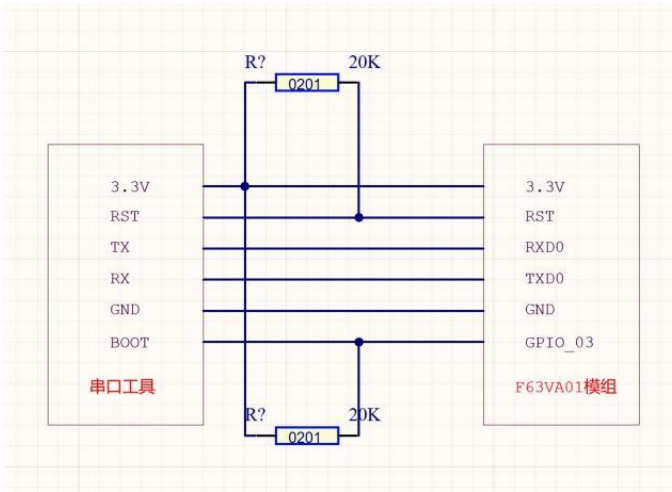 R? 20K
0201
3.3V 3.3V
RST RST
TX RXD0
RX TXD0
GND GND
BOOT GPIO_03
串口工具 F63VA01模组
R? 20K
0201